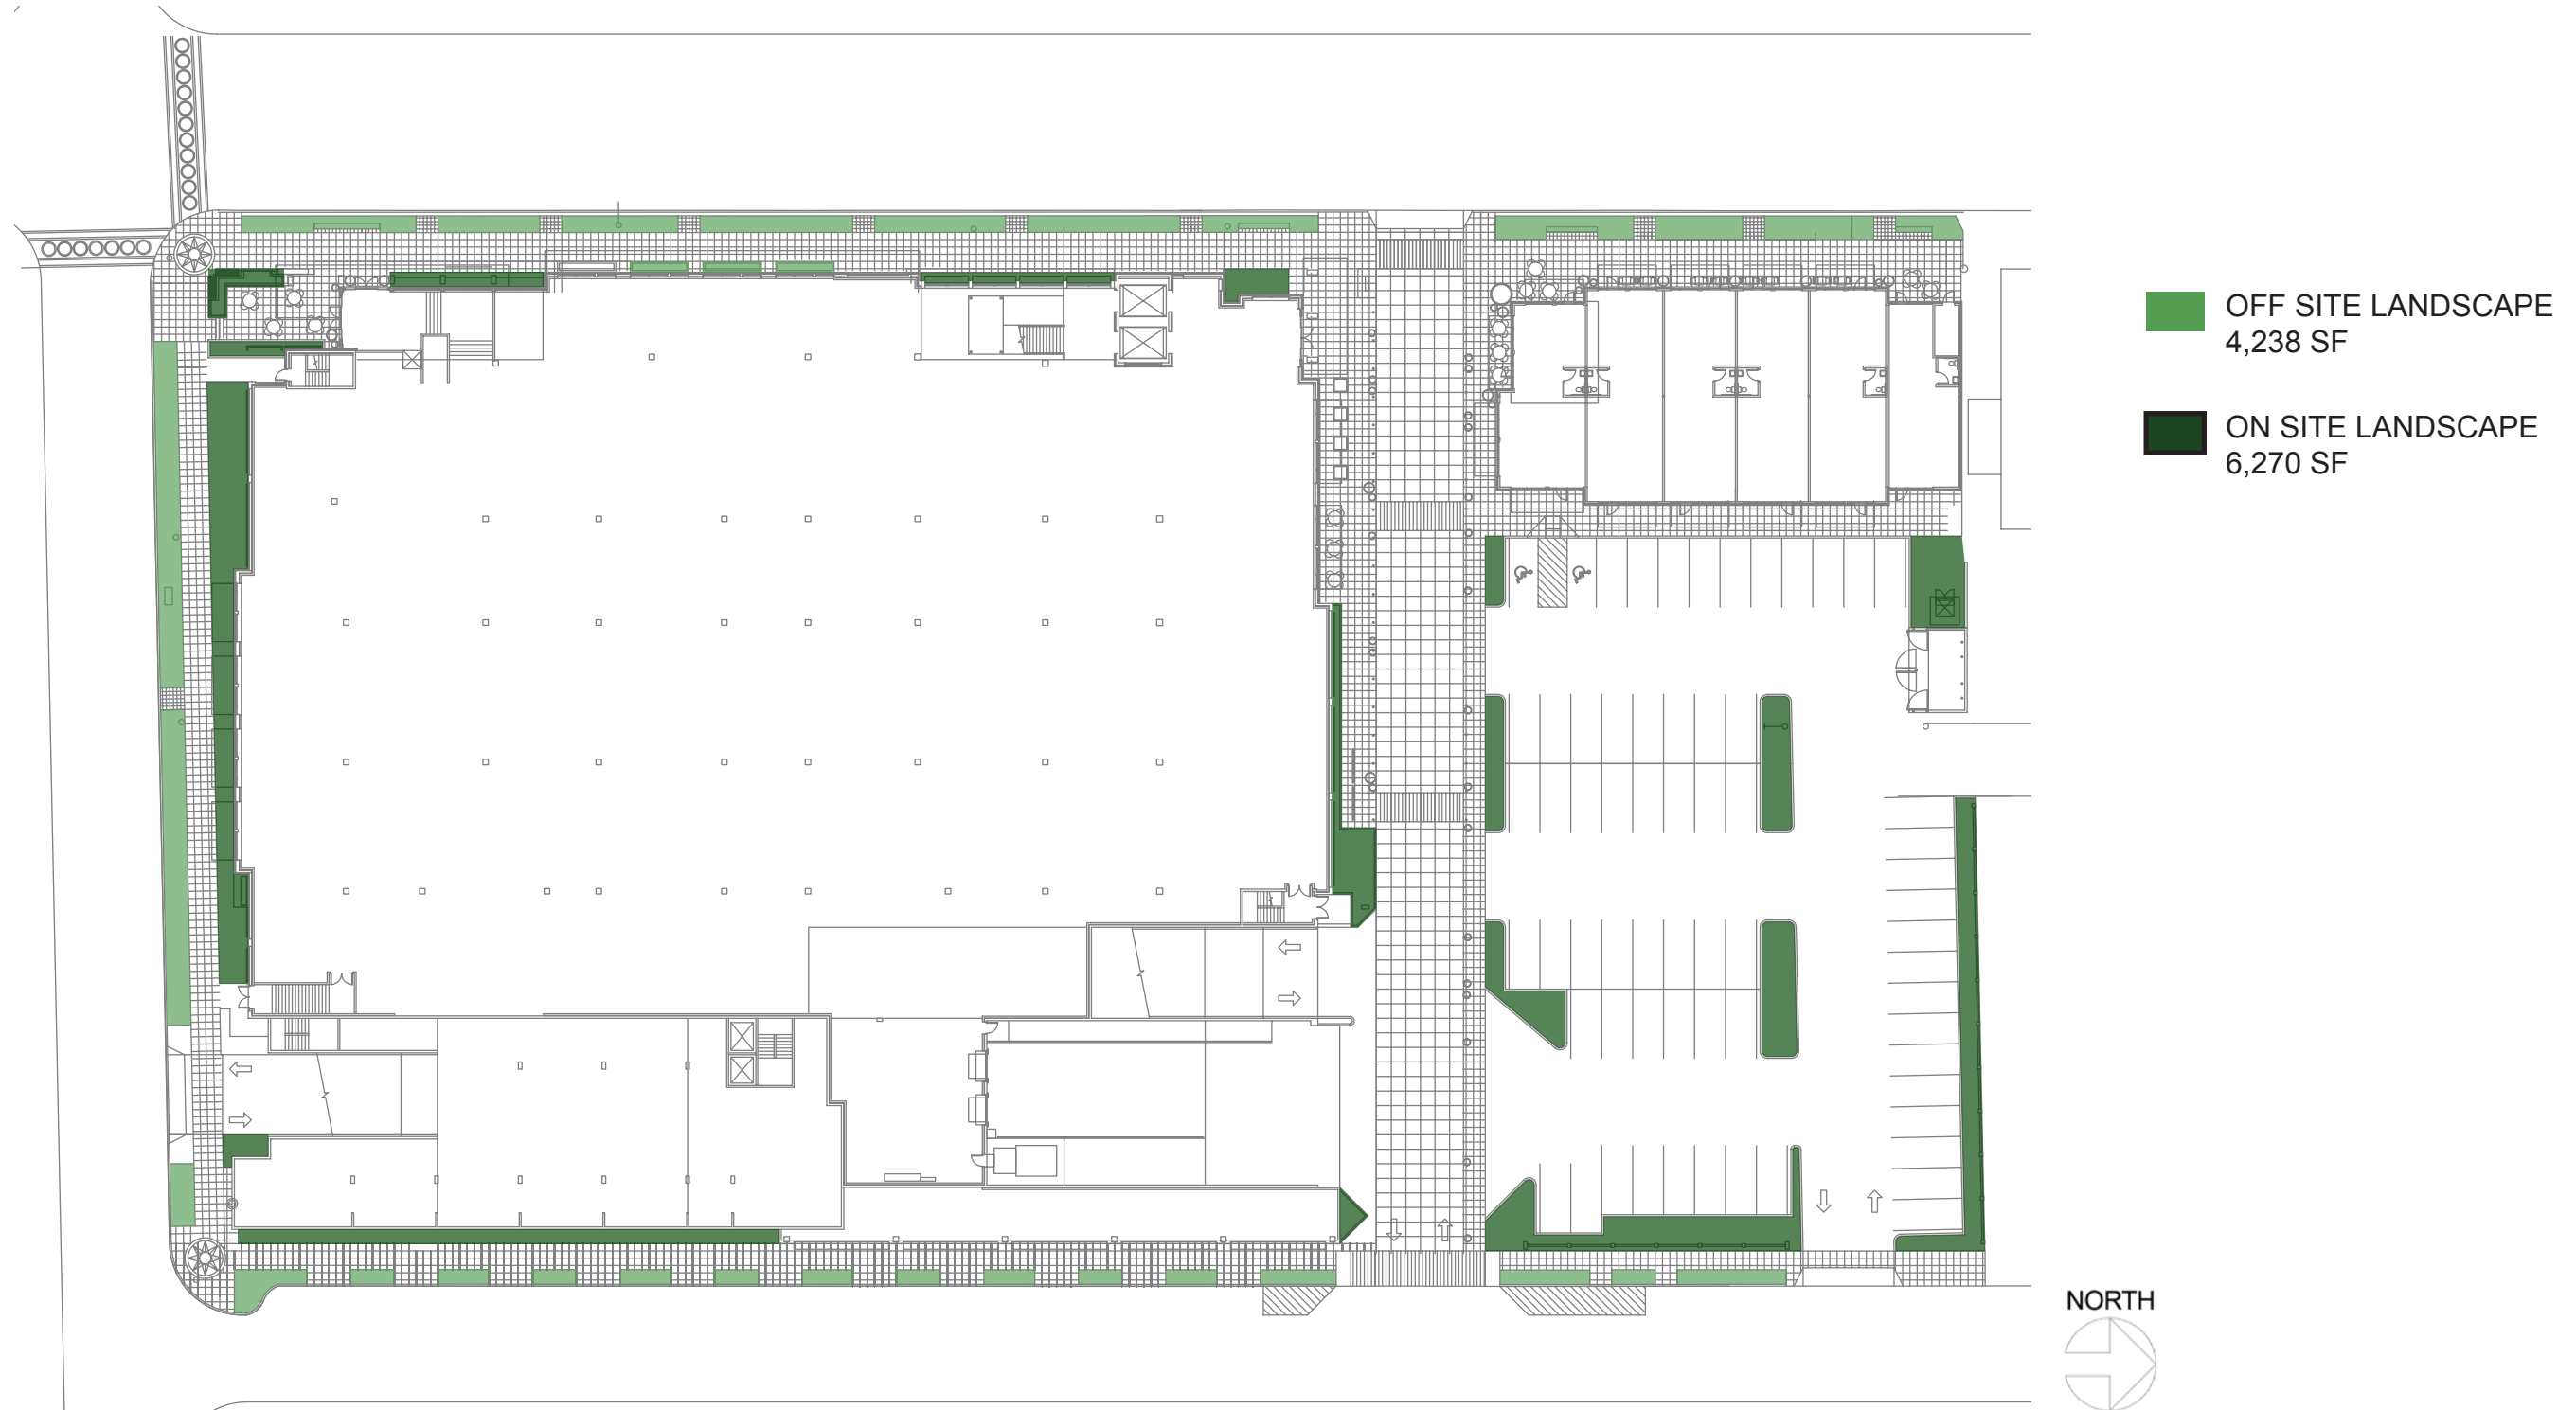 OFF SITE LANDSCAPE
4,238 SF
ON SITE LANDSCAPE
6,270 SF
NORTH